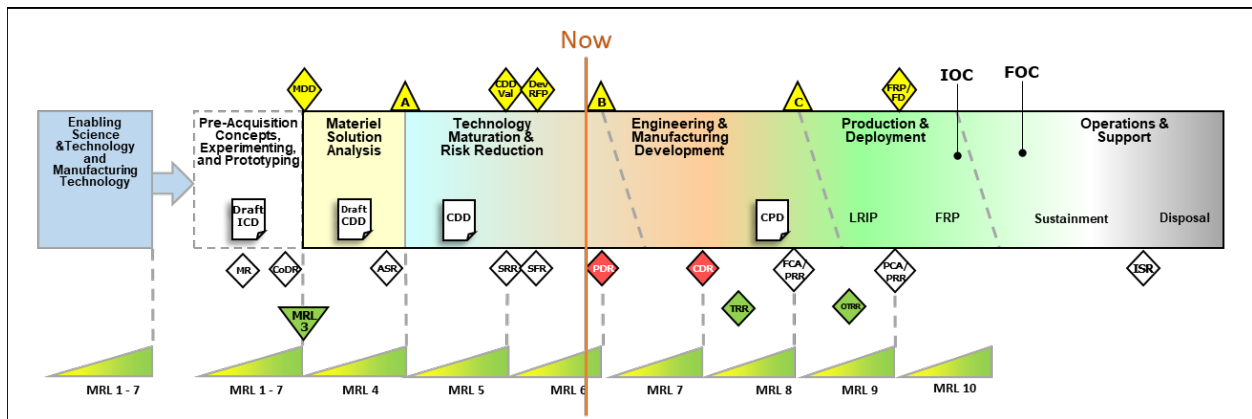 Now
IOC
FOC
MDD
A
CDD
Val
Dev
RFP
B
C
FRP/
FD
Enabling
Science
&Technology
and
Manufacturing
Technology
Pre-Acquisition
Concepts,
Experimenting,
and Prototyping
Materiel
Solution
Analysis
Technology
Maturation &
Risk Reduction
Engineering &
Manufacturing
Development
Production &
Deployment
Operations &
Support
Draft
ICD
Draft
CDD
CDD
CPD
LRIP
FRP
Sustainment
Disposal
MR
CoDR
ASR
SRR
SFR
PDR
CDR
FCA/
PRR
PCA/
PRR
ISR
MRL
3
TRR
OTRR
MRL 1 - 7
MRL 1 - 7
MRL 4
MRL 5
MRL 6
MRL 7
MRL 8
MRL 9
MRL 10